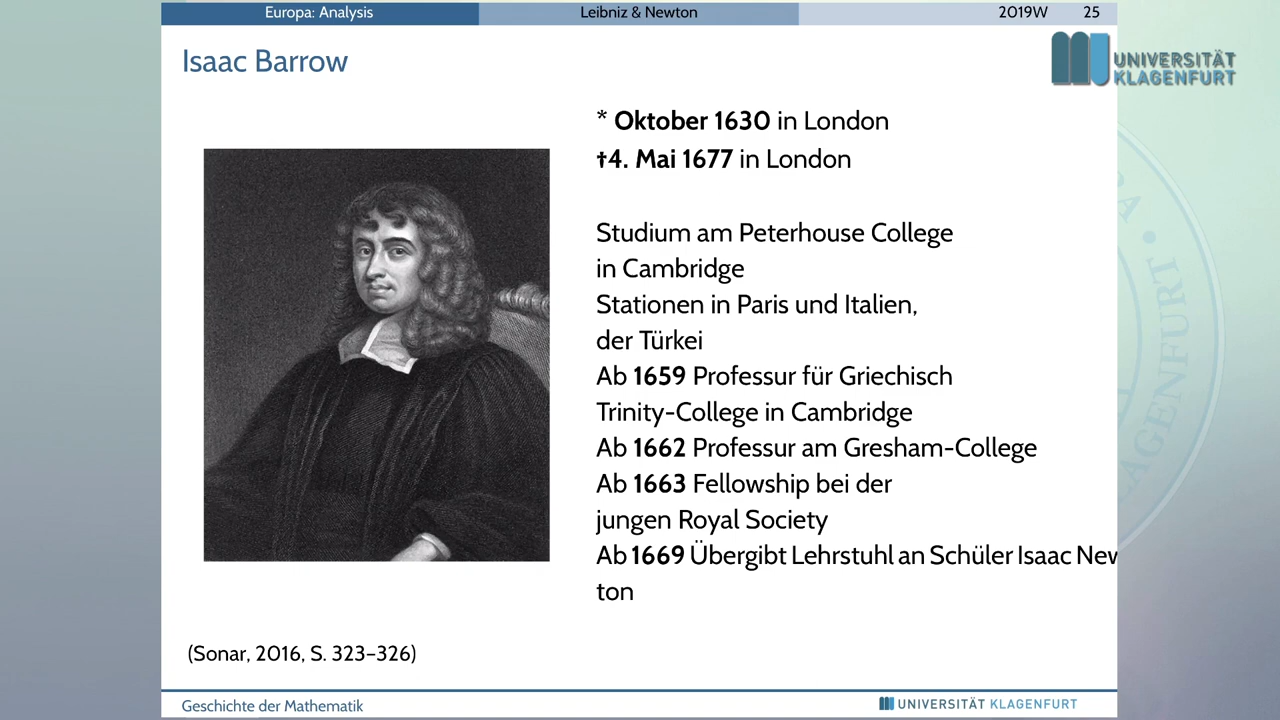 Europa: Analysis
Leibniz & Newton
2019W
25
Isaac Barrow
UNIVERSITÄT
KLAGENFURT
* Oktober 1630 in London
†4. Mai 1677 in London
Studium am Peterhouse College
in Cambridge
Stationen in Paris und Italien,
der Türkei
Ab 1659 Professur für Griechisch
Trinity-College in Cambridge
Ab 1662 Professur am Gresham-College
Ab 1663 Fellowship bei der
jungen Royal Society
Ab 1669 Übergibt Lehrstuhl an Schüler Isaac New
ton
(Sonar, 2016, S. 323–326)
Geschichte der Mathematik
UNIVERSITÄT KLAGENFURT
KLAGENFURT